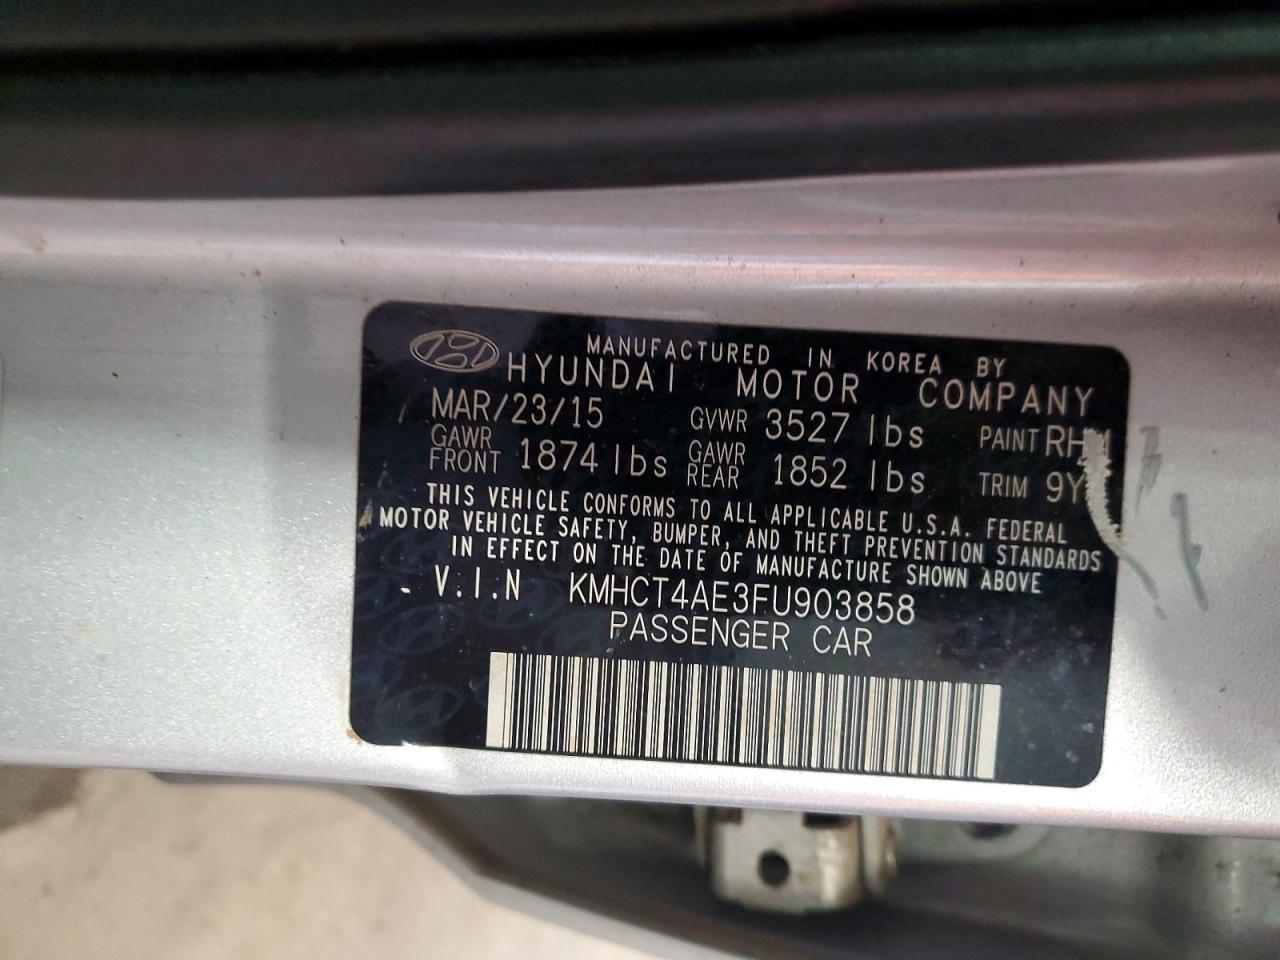 MANUFACTURED IN KOREA BY
HYUNDAI MOTOR COMPANY
MAR/23/15 GVWR 3527 lbs PAINT RHM
GAWR FRONT 1874 lbs GAWR REAR 1852 lbs TRIM 9Y
THIS VEHICLE CONFORMS TO ALL APPLICABLE U.S.A. FEDERAL
MOTOR VEHICLE SAFETY, BUMPER, AND THEFT PREVENTION STANDARDS
IN EFFECT ON THE DATE OF MANUFACTURE SHOWN ABOVE
V.I.N KMHCT4AE3FU903858
PASSENGER CAR